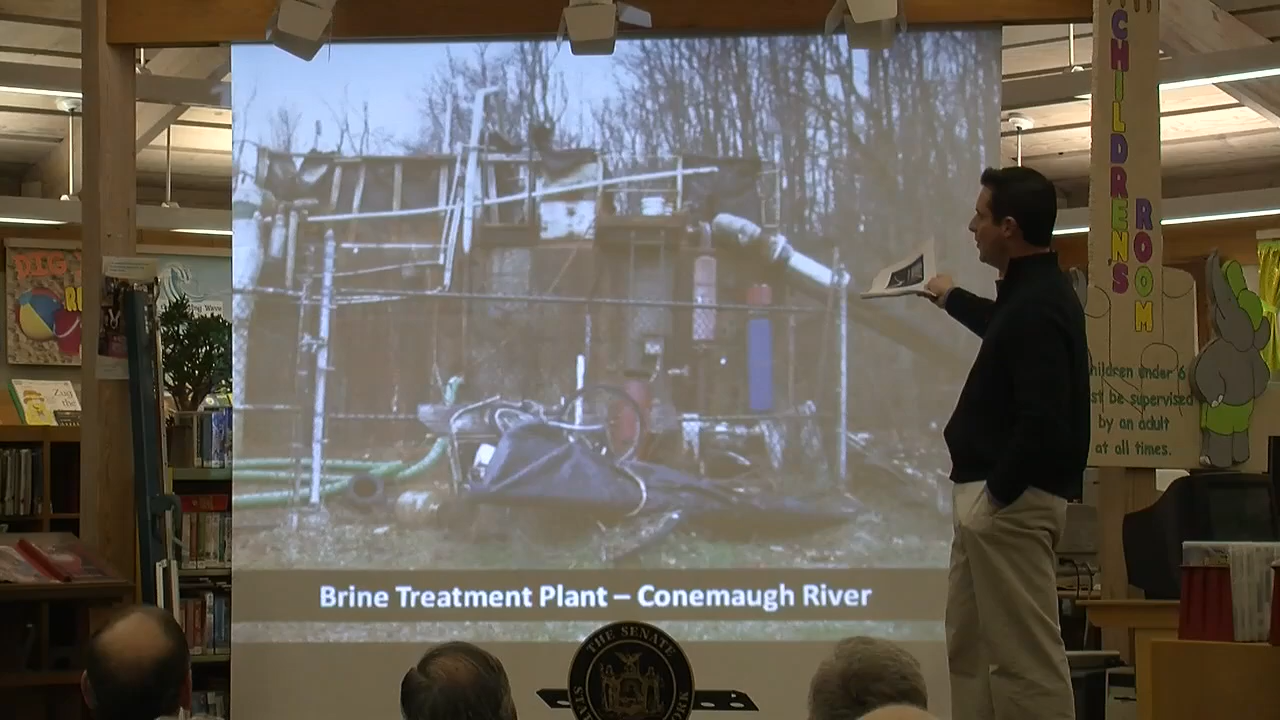 CHILDRENS
ROOM
DIG
Brine Treatment Plant – Conemaugh River
hildren under 6
st be supervised
by an adult
at all times.
THE SENATE